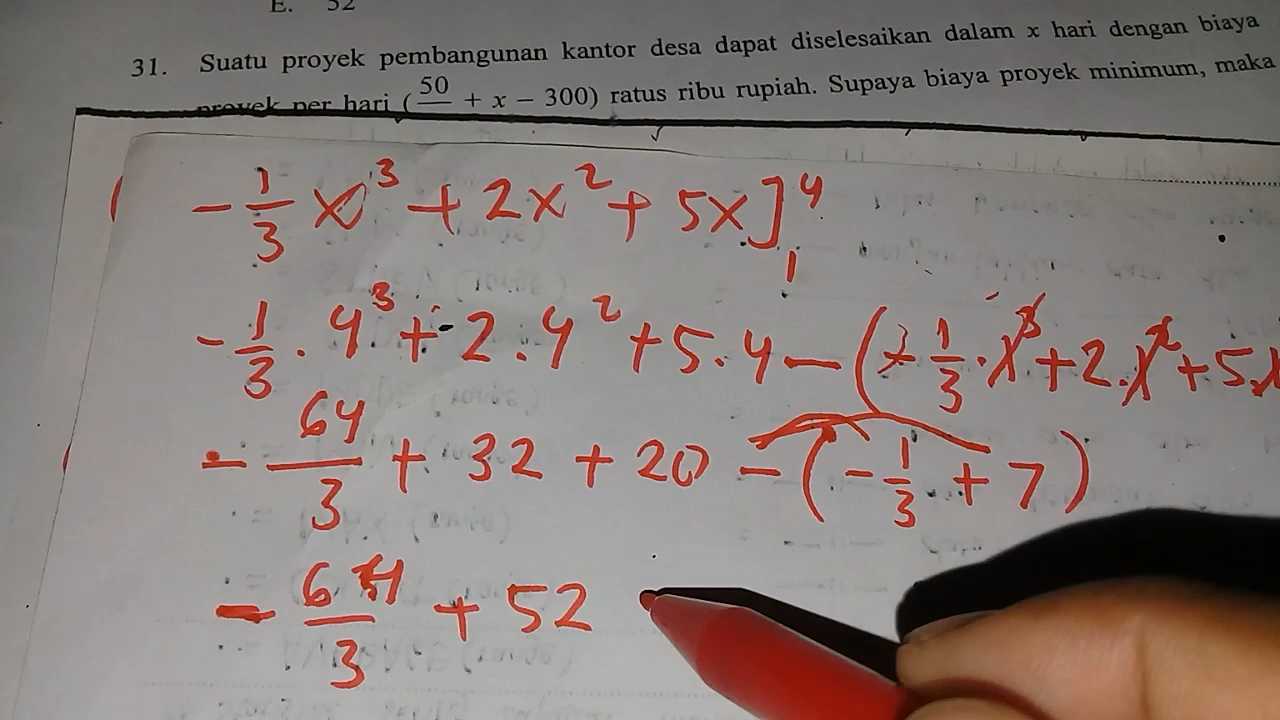 E. 52
31. Suatu proyek pembangunan kantor desa dapat diselesaikan dalam x hari dengan biaya
proyek per hari (50/ + x − 300) ratus ribu rupiah. Supaya biaya proyek minimum, maka
- 1/3 x³ + 2x² + 5x]⁴₁
- 1/3 . 4³ + 2 . 4² + 5 . 4 - (- 1/3 . 1³ + 2 . 1² + 5 . 1
- 64/3 + 32 + 20 - (- 1/3 + 7)
- 64/3 + 52